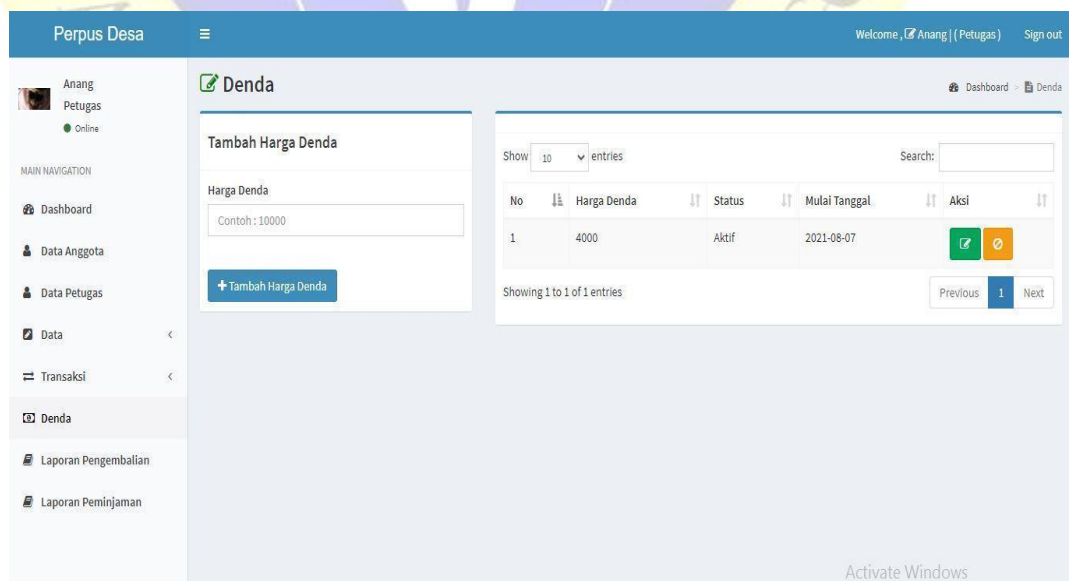 Perpus Desa
Welcome, Anang | ( Petugas ) Sign out
Anang
Petugas
Online
MAIN NAVIGATION
Dashboard
Data Anggota
Data Petugas
Data
Transaksi
Denda
Laporan Pengembalian
Laporan Peminjaman
Denda
Dashboard > Denda
Tambah Harga Denda
Harga Denda
Contoh : 10000
+ Tambah Harga Denda
Show 10 entries Search:
No Harga Denda Status Mulai Tanggal Aksi
1 4000 Aktif 2021-08-07
Showing 1 to 1 of 1 entries Previous 1 Next
Activate Windows